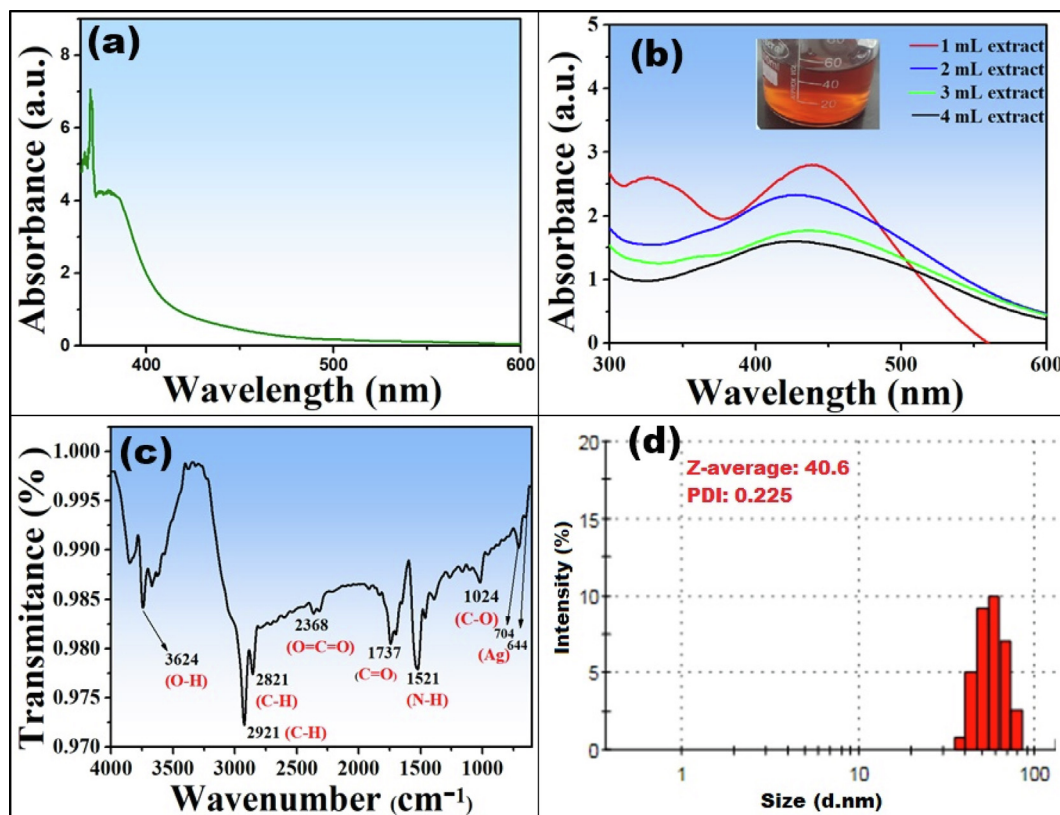 (a)
Absorbance (a.u.)
8
6
4
2
0
400
500
600
Wavelength (nm)
(b)
Absorbance (a.u.)
5
4
3
2
1
0
60
40
20
1 mL extract
2 mL extract
3 mL extract
4 mL extract
300
400
500
600
Wavelength (nm)
(c)
Transmitance (%)
1.000
0.995
0.990
0.985
0.980
0.975
0.970
3624
(O-H)
2821
(C-H)
2921 (C-H)
2368
(O=C=O)
1737
(C=O)
1521
(N-H)
1024
(C-O)
704
644
(Ag)
4000
3000
2500
2000
1500
1000
Wavenumber (cm⁻¹)
(d)
Z-average: 40.6
PDI: 0.225
Intensity (%)
20
15
10
5
0
1
10
100
Size (d.nm)